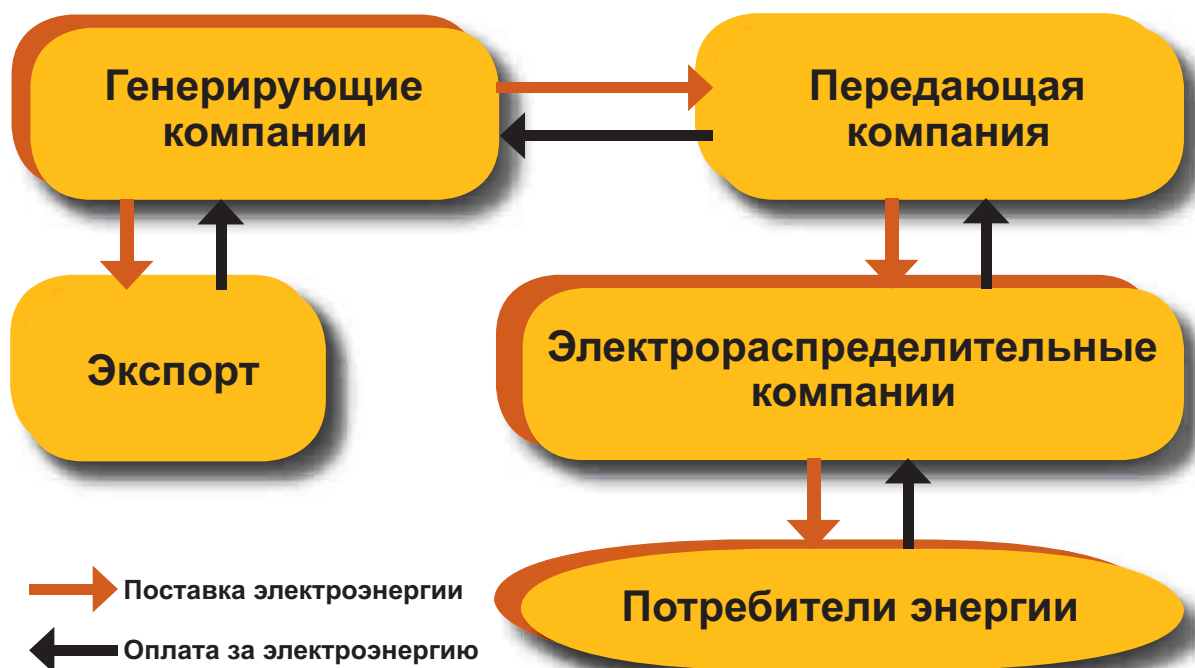 Генерирующие
компании
Передающая
компания
Экспорт
Электрораспределительные
компании
Потребители энергии
Поставка электроэнергии
Оплата за электроэнергию